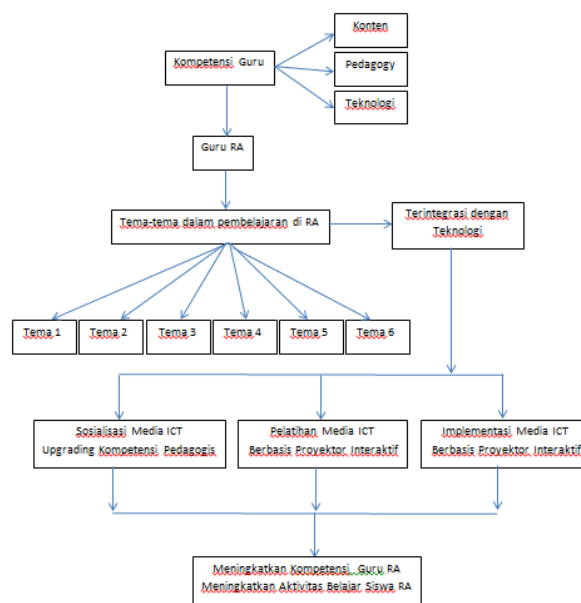 Konten
Kompetensi Guru
Pedagogy
Teknologi
Guru RA
Tema-tema dalam pembelajaran di RA
Terintegrasi dengan
Teknologi
Tema 1
Tema 2
Tema 3
Tema 4
Tema 5
Tema 6
Sosialisasi Media ICT
Upgrading Kompetensi Pedagogis
Pelatihan Media ICT
Berbasis Proyektor Interaktif
Implementasi Media ICT
Berbasis Proyektor Interaktif
Meningkatkan Kompetensi Guru RA
Meningkatkan Aktivitas Belajar Siswa RA